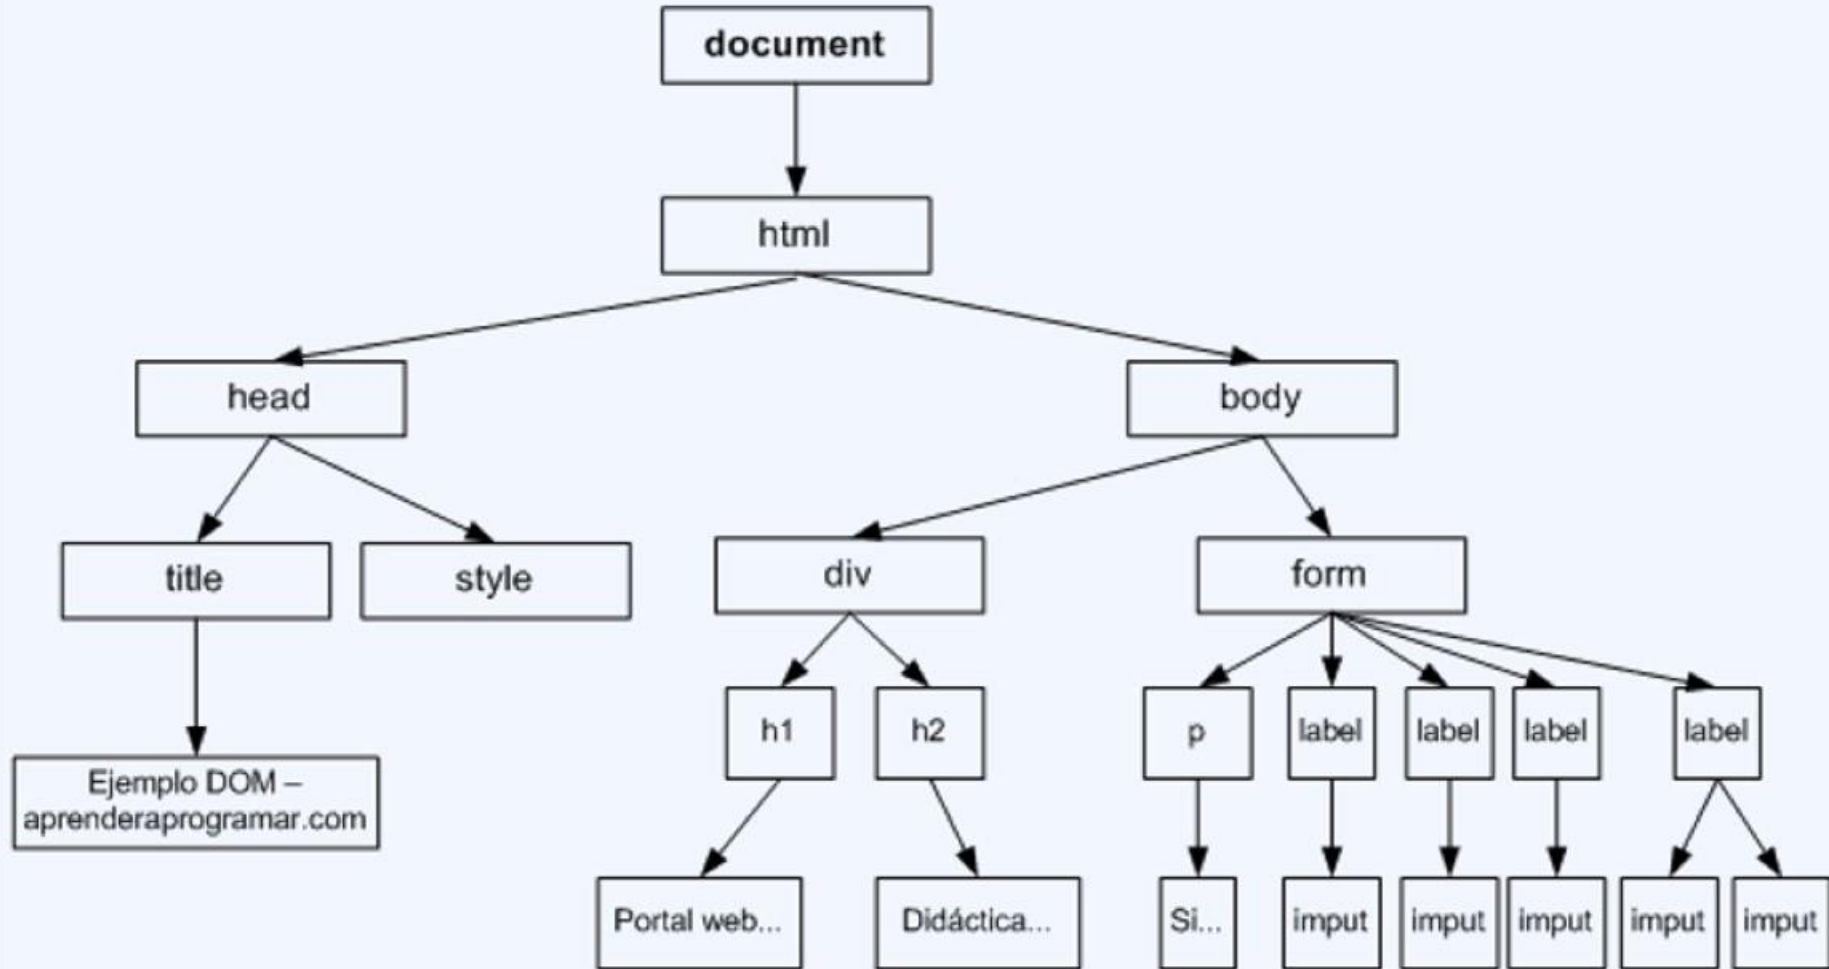 document
html
head
body
title
style
div
form
h1
h2
p
label
label
label
label
Ejemplo DOM –
aprenderaprogramar.com
Portal web...
Didáctica...
Si...
imput
imput
imput
imput
imput